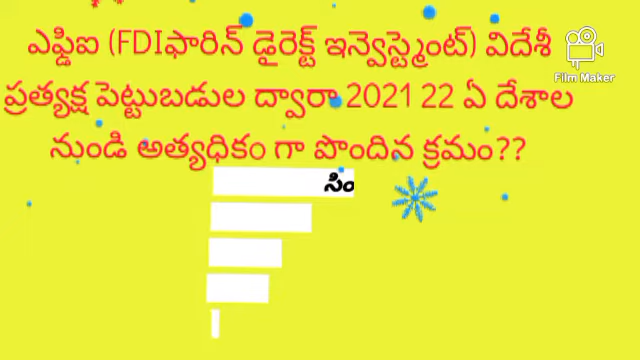 ఎఫ్డిఐ (FDIఫారిన్ డైరెక్ట్ ఇన్వెస్ట్మెంట్) విదేశీ
ప్రత్యక్ష పెట్టుబడుల ద్వారా 2021 22 ఏ దేశాల
నుండి అత్యధికం గా పొందిన క్రమం??
సిం
Film Maker